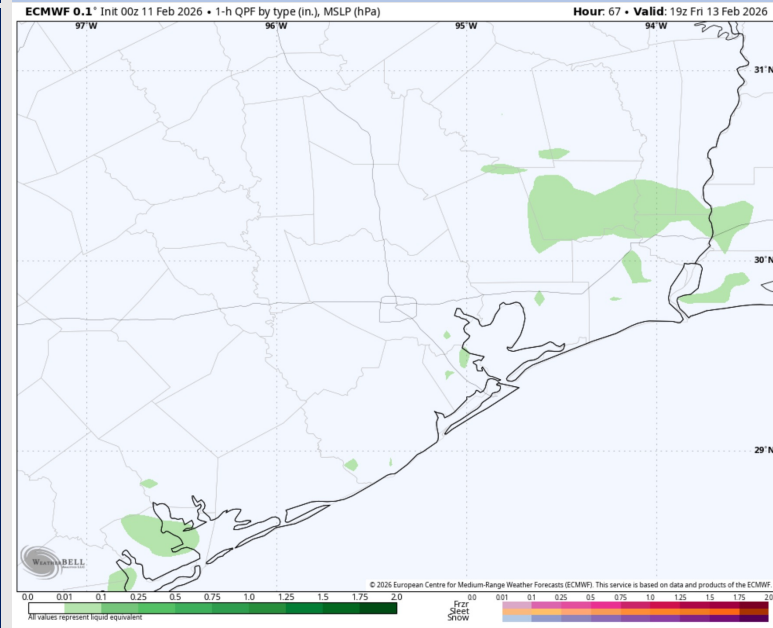 ECMWF 0.1° Init 00z 11 Feb 2026 • 1-h QPF by type (in.), MSLP (hPa) Hour: 67 • Valid: 19z Fri 13 Feb 2026
97°W 96°W 95°W 94°W
31°N
30°N
29°N
WEATHERBELL
© 2026 European Centre for Medium-Range Weather Forecasts (ECMWF). This service is based on data and products of the ECMWF.
0.0 0.01 0.1 0.25 0.5 0.75 1.0 1.25 1.5 1.75 2.0
0.0 0.01 0.1 0.25 0.5 0.75 1.0 1.25 1.5 1.75 2.0
Frzr
Sleet
Snow
All values represent liquid equivalent